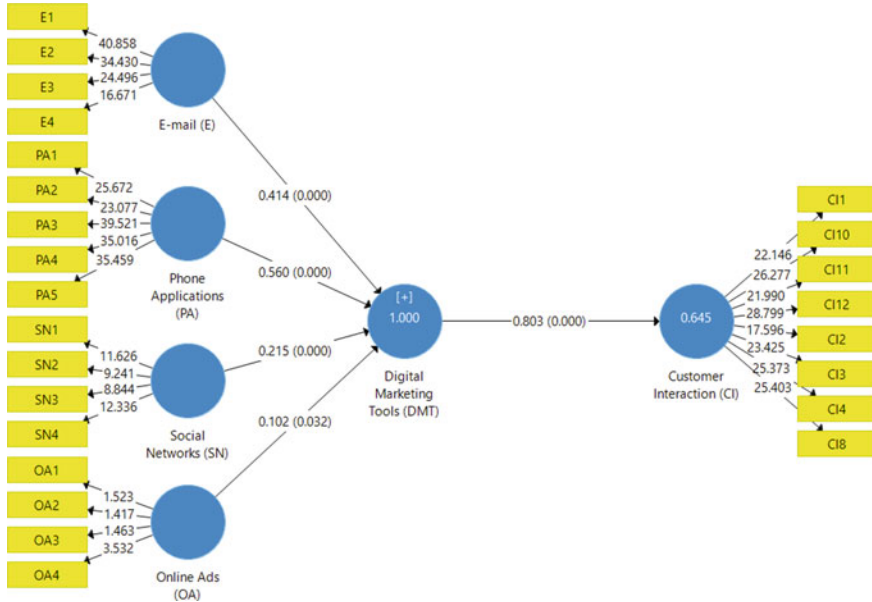 E1
E2
E3
E4
40.858
34.430
24.496
16.671
E-mail (E)
PA1
PA2
PA3
PA4
PA5
25.672
23.077
39.521
35.016
35.459
Phone
Applications
(PA)
SN1
SN2
SN3
SN4
11.626
9.241
8.844
12.336
Social
Networks (SN)
OA1
OA2
OA3
OA4
1.523
1.417
1.463
3.532
Online Ads
(OA)
0.414 (0.000)
0.560 (0.000)
0.215 (0.000)
0.102 (0.032)
[+]
1.000
Digital
Marketing
Tools (DMT)
0.803 (0.000)
0.645
Customer
Interaction (CI)
22.146
26.277
21.990
28.799
17.596
23.425
25.373
25.403
CI1
CI10
CI11
CI12
CI2
CI3
CI4
CI8